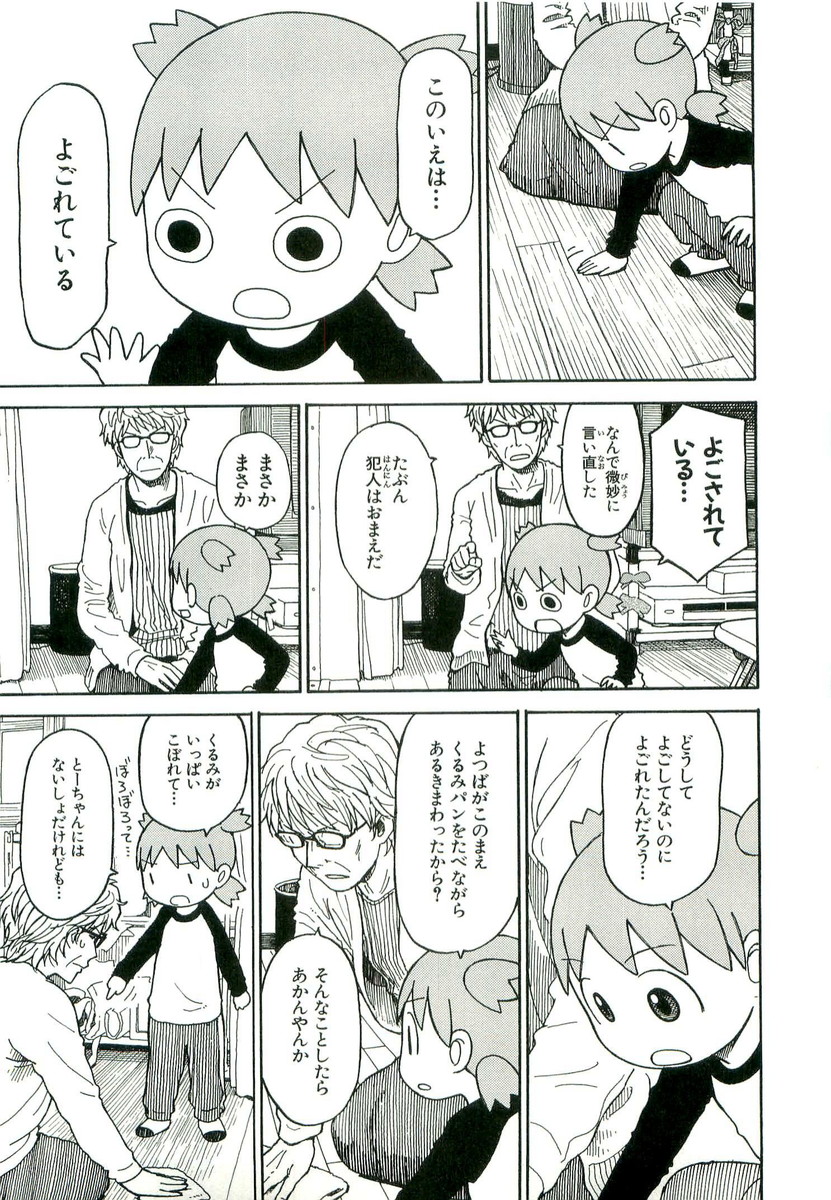 このいえは…
よごれている
よごされて
いる…
なんで微妙に
言い直した
たぶん
犯人はおまえだ
まさか
まさか
どうして
よごしてないのに
よごれたんだろう…
よつばがこのまえ
くるみパンをたべながら
あるきまわったから？
そんなことしたら
あかんやんか
くるみが
いっぱい
こぼれて…
ぼろぼろって…
とーちゃんには
ないしょだけれども…